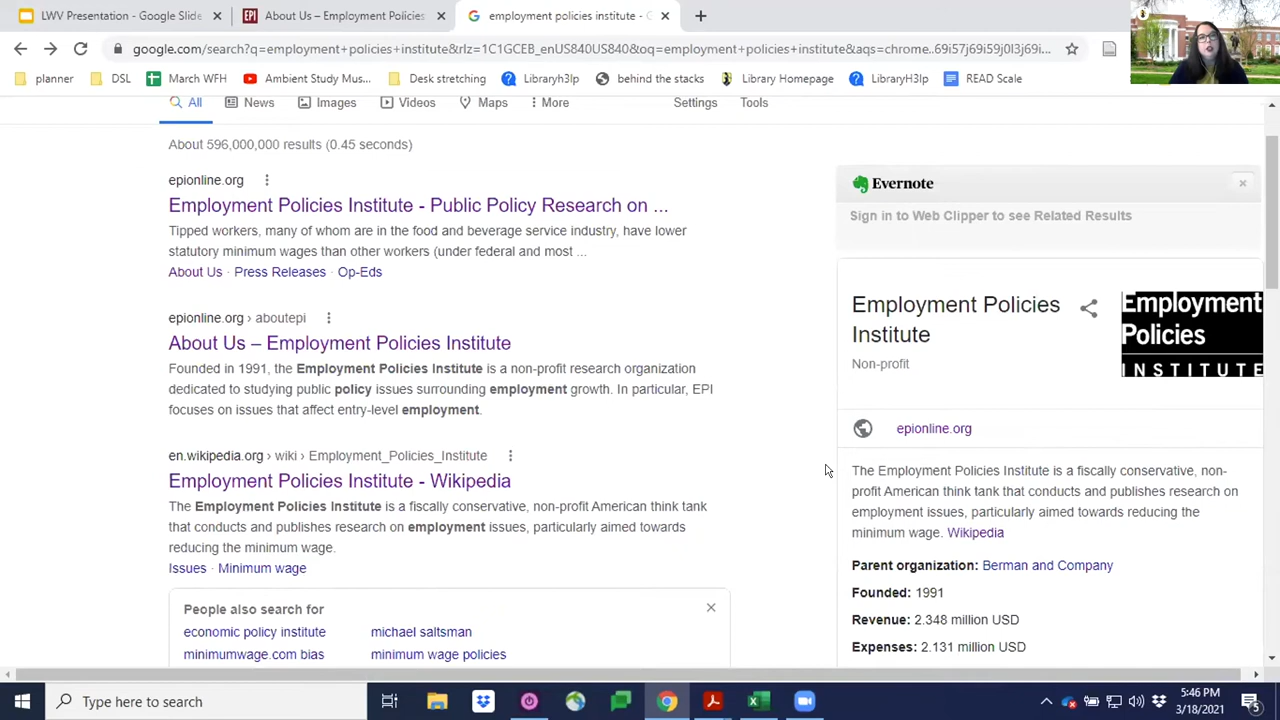 LWV Presentation - Google Slide
About Us – Employment Policies
employment policies institute - G
google.com/search?q=employment+policies+institute&rlz=1C1GCEB_enUS840US840&oq=employment+policies+institute&aqs=chrome..69i57j69i59j0l3j69i...
planner
DSL
March WFH
Ambient Study Mus...
Desk stretching
LibraryH3lp
behind the stacks
Library Homepage
LibraryH3lp
READ Scale
All
News
Images
Videos
Maps
More
Settings
Tools
About 596,000,000 results (0.45 seconds)
epionline.org
Employment Policies Institute - Public Policy Research on ...
Tipped workers, many of whom are in the food and beverage service industry, have lower
statutory minimum wages than other workers (under federal and most ...
About Us · Press Releases · Op-Eds
epionline.org › aboutepi
About Us – Employment Policies Institute
Founded in 1991, the Employment Policies Institute is a non-profit research organization
dedicated to studying public policy issues surrounding employment growth. In particular, EPI
focuses on issues that affect entry-level employment.
en.wikipedia.org › wiki › Employment_Policies_Institute
Employment Policies Institute - Wikipedia
The Employment Policies Institute is a fiscally conservative, non-profit American think tank
that conducts and publishes research on employment issues, particularly aimed towards
reducing the minimum wage.
Issues · Minimum wage
People also search for
economic policy institute
michael saltsman
minimumwage.com bias
minimum wage policies
Evernote
Sign in to Web Clipper to see Related Results
Employment Policies
Institute
Non-profit
Employment
Policies
INSTITUTE
epionline.org
The Employment Policies Institute is a fiscally conservative, non-
profit American think tank that conducts and publishes research on
employment issues, particularly aimed towards reducing the
minimum wage. Wikipedia
Parent organization: Berman and Company
Founded: 1991
Revenue: 2.348 million USD
Expenses: 2.131 million USD
Type here to search
5:46 PM
3/18/2021
5